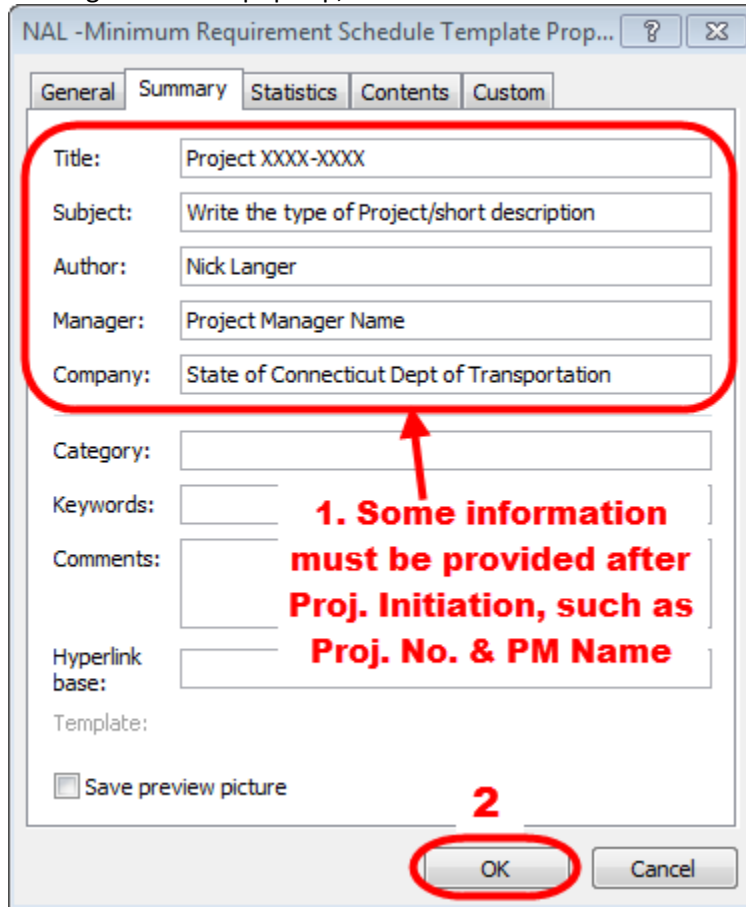 NAL -Minimum Requirement Schedule Template Prop...
General Summary Statistics Contents Custom
Title: Project XXXX-XXXX
Subject: Write the type of Project/short description
Author: Nick Langer
Manager: Project Manager Name
Company: State of Connecticut Dept of Transportation
Category:
Keywords:
1. Some information
must be provided after
Proj. Initiation, such as
Proj. No. & PM Name
Comments:
Hyperlink
base:
Template:
Save preview picture
2
OK Cancel